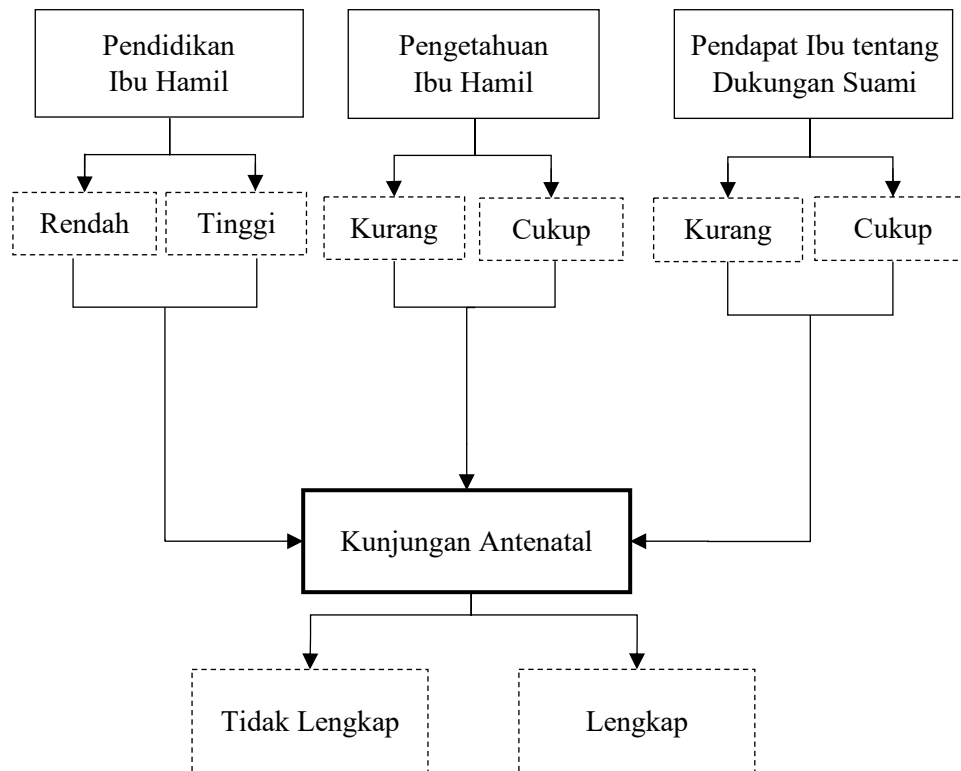 Pendidikan
Ibu Hamil
Pengetahuan
Ibu Hamil
Pendapat Ibu tentang
Dukungan Suami
Rendah
Tinggi
Kurang
Cukup
Kurang
Cukup
Kunjungan Antenatal
Tidak Lengkap
Lengkap